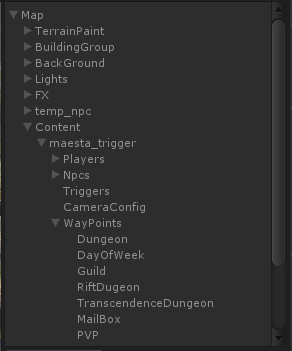 Map
TerrainPaint
BuildingGroup
BackGround
Lights
FX
temp_npc
Content
maesta_trigger
Players
Npcs
Triggers
CameraConfig
WayPoints
Dungeon
DayOfWeek
Guild
RiftDugeon
TranscendenceDungeon
MailBox
PVP